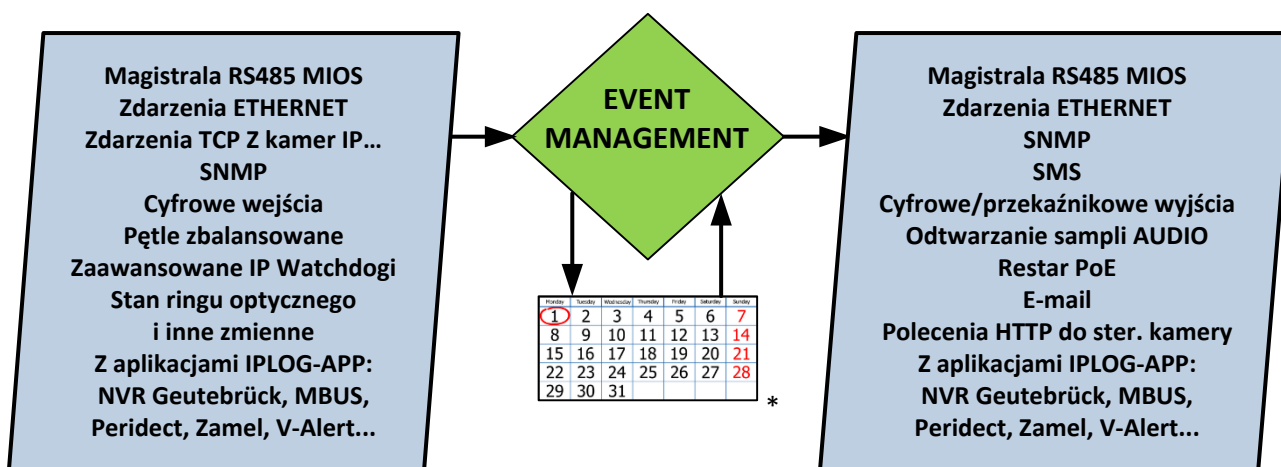 Magistrala RS485 MIOS
Zdarzenia ETHERNET
Zdarzenia TCP Z kamer IP...
SNMP
Cyfrowe wejścia
Pętle zbalansowane
Zaawansowane IP Watchdogi
Stan ringu optycznego
i inne zmienne
Z aplikacjami IPLOG-APP:
NVR Geutebrück, MBUS,
Peridect, Zamel, V-Alert...
EVENT
MANAGEMENT
Monday Tuesday Wednesday Thursday Friday Saturday Sunday
1 2 3 4 5 6 7
8 9 10 11 12 13 14
15 16 17 18 19 20 21
22 23 24 25 26 27 28
29 30 31
*
Magistrala RS485 MIOS
Zdarzenia ETHERNET
SNMP
SMS
Cyfrowe/przekaźnikowe wyjścia
Odtwarzanie sampli AUDIO
Restar PoE
E-mail
Polecenia HTTP do ster. kamery
Z aplikacjami IPLOG-APP:
NVR Geutebrück, MBUS,
Peridect, Zamel, V-Alert...